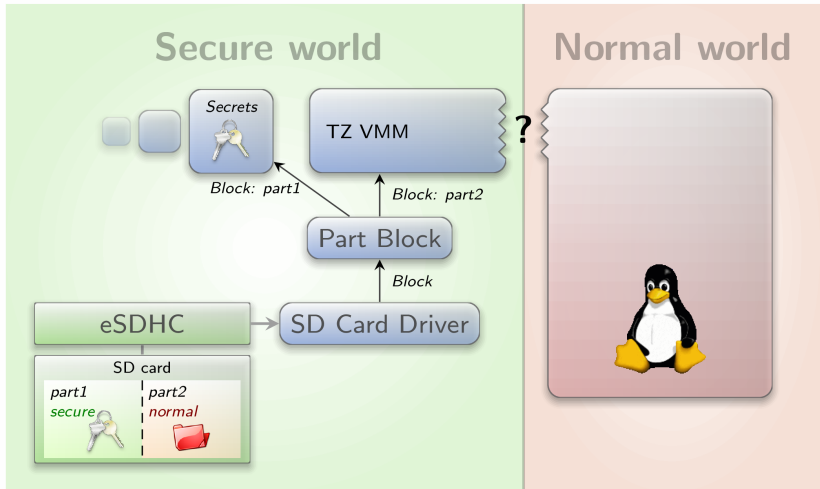 Secure world
Normal world
Secrets
TZ VMM
?
Block: part1
Block: part2
Part Block
Block
eSDHC
SD Card Driver
SD card
part1
secure
part2
normal